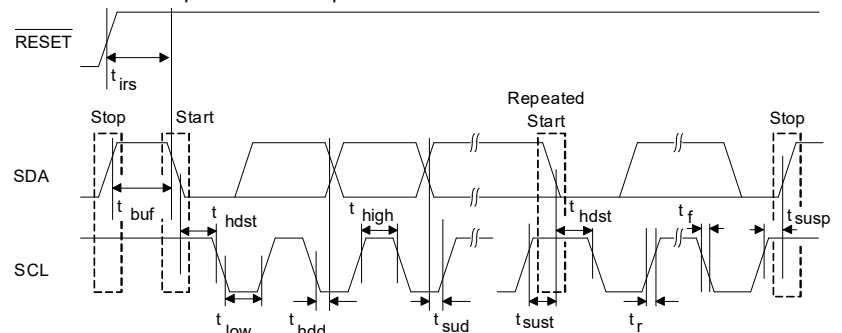 RESET
t irs
Repeated
Stop Start Start Stop
SDA
t buf t hdst t high t hdst t f t susp
SCL
t low t hdd t sud t sust t r